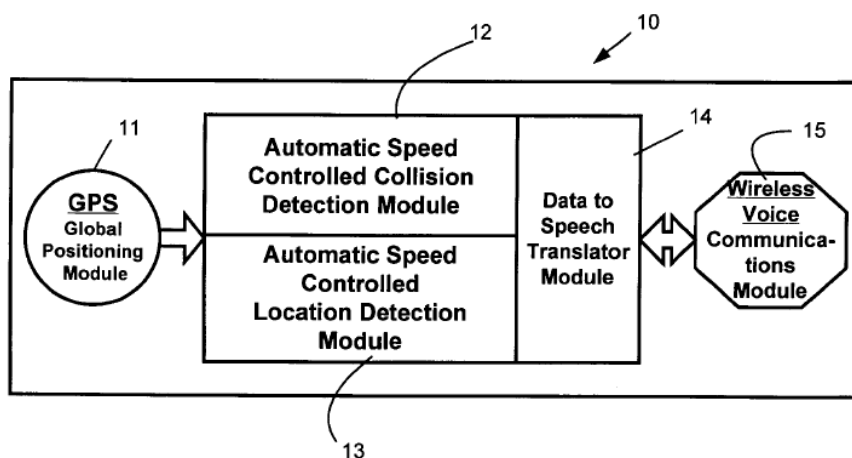 10
12
11
14
15
GPS
Global
Positioning
Module
Automatic Speed
Controlled Collision
Detection Module
Automatic Speed
Controlled
Location Detection
Module
Data to
Speech
Translator
Module
Wireless
Voice
Communica-
tions
Module
13